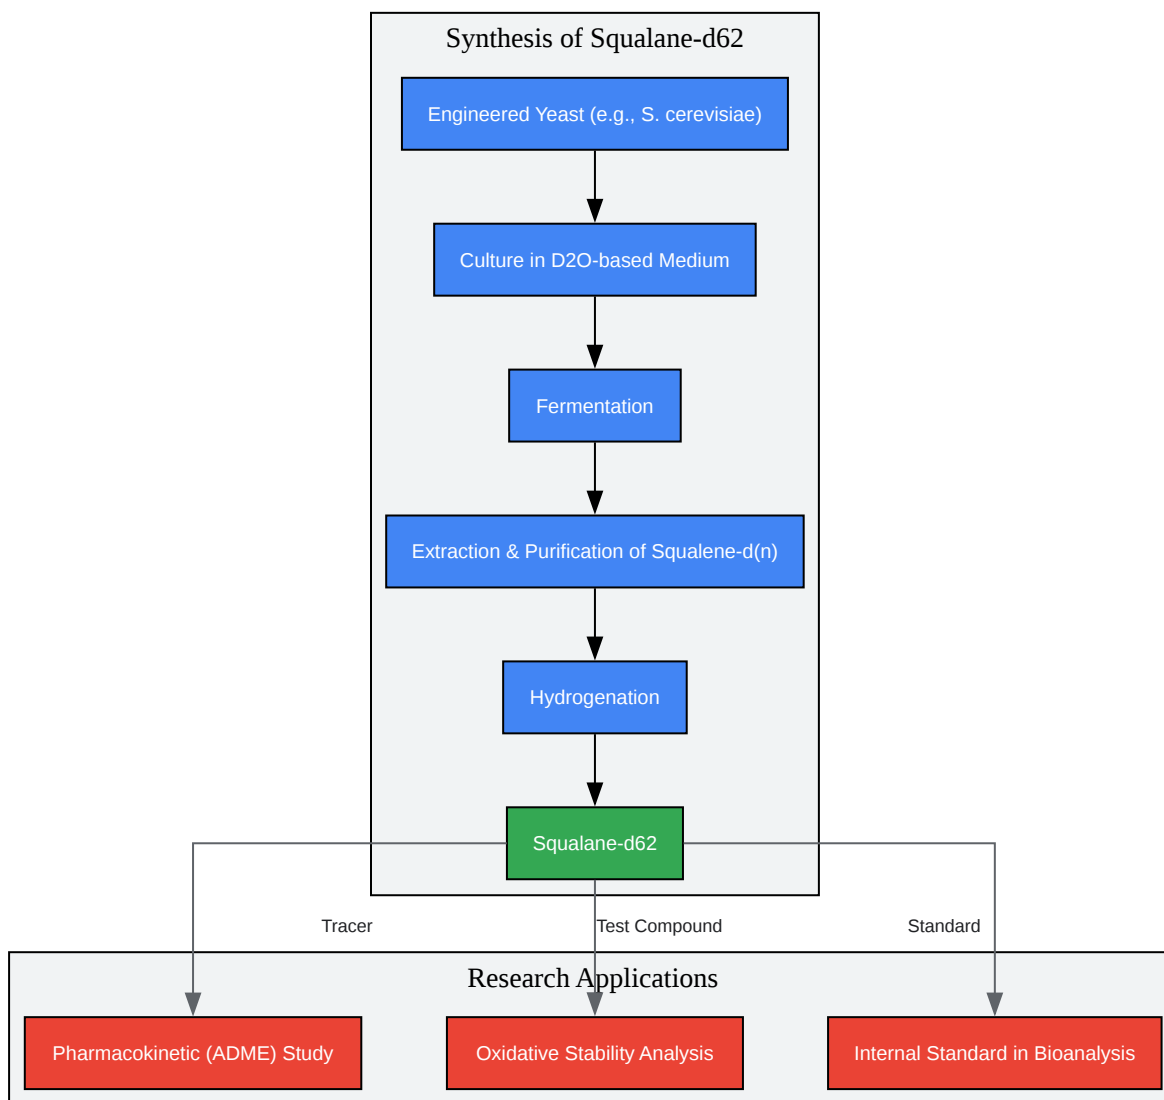 Synthesis of Squalane-d62
Engineered Yeast (e.g., S. cerevisiae)
Culture in D2O-based Medium
Fermentation
Extraction & Purification of Squalene-d(n)
Hydrogenation
Squalane-d62
Tracer
Test Compound
Standard
Research Applications
Pharmacokinetic (ADME) Study
Oxidative Stability Analysis
Internal Standard in Bioanalysis